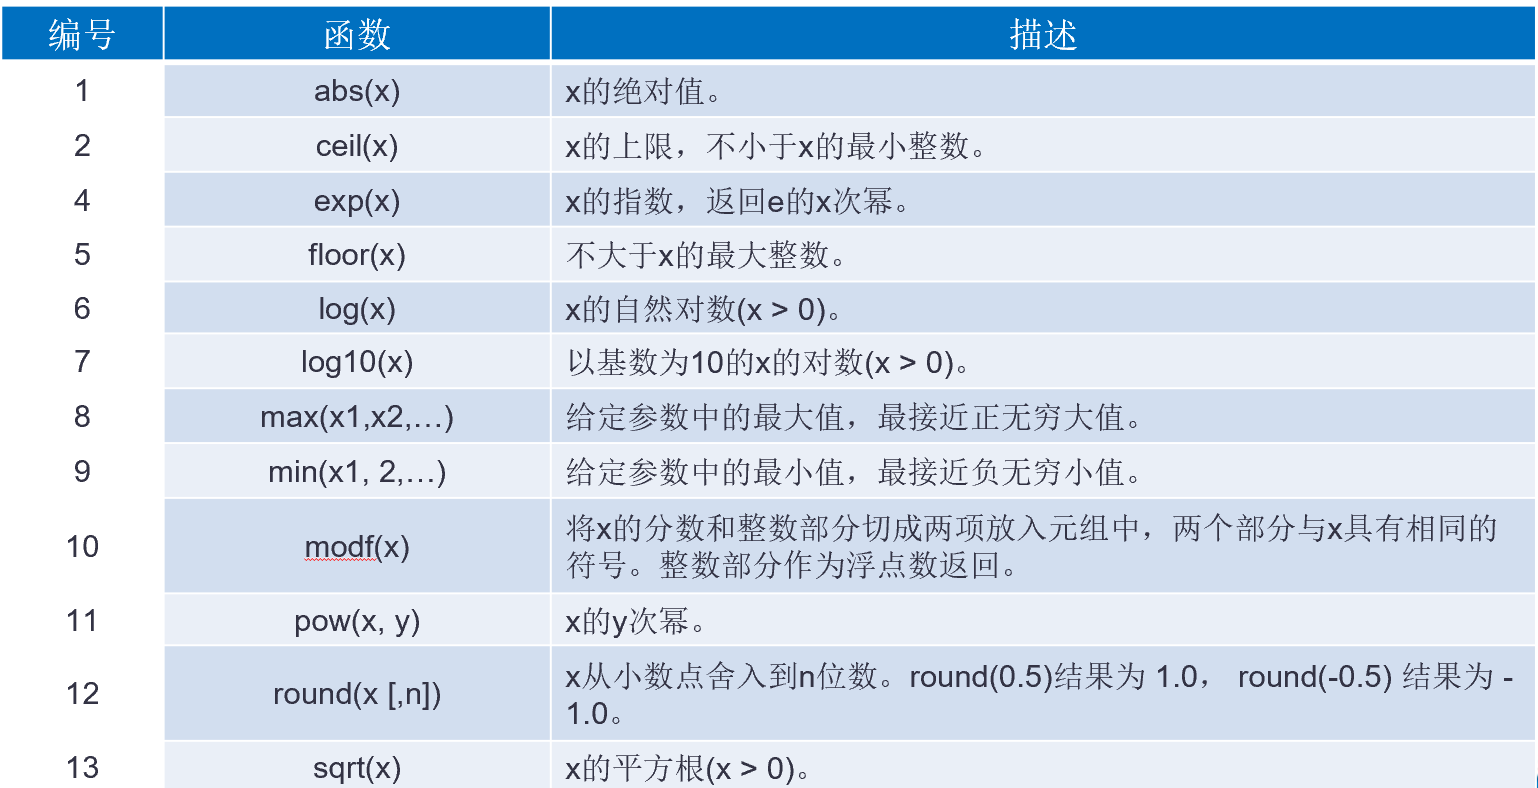 编号 函数 描述
1 abs(x) x的绝对值。
2 ceil(x) x的上限，不小于x的最小整数。
4 exp(x) x的指数，返回e的x次幂。
5 floor(x) 不大于x的最大整数。
6 log(x) x的自然对数(x > 0)。
7 log10(x) 以基数为10的x的对数(x > 0)。
8 max(x1,x2,…) 给定参数中的最大值，最接近正无穷大值。
9 min(x1, 2,…) 给定参数中的最小值，最接近负无穷小值。
10 modf(x) 将x的分数和整数部分切成两项放入元组中，两个部分与x具有相同的
符号。整数部分作为浮点数返回。
11 pow(x, y) x的y次幂。
12 round(x [,n]) x从小数点舍入到n位数。round(0.5)结果为 1.0， round(-0.5) 结果为 -
1.0。
13 sqrt(x) x的平方根(x > 0)。